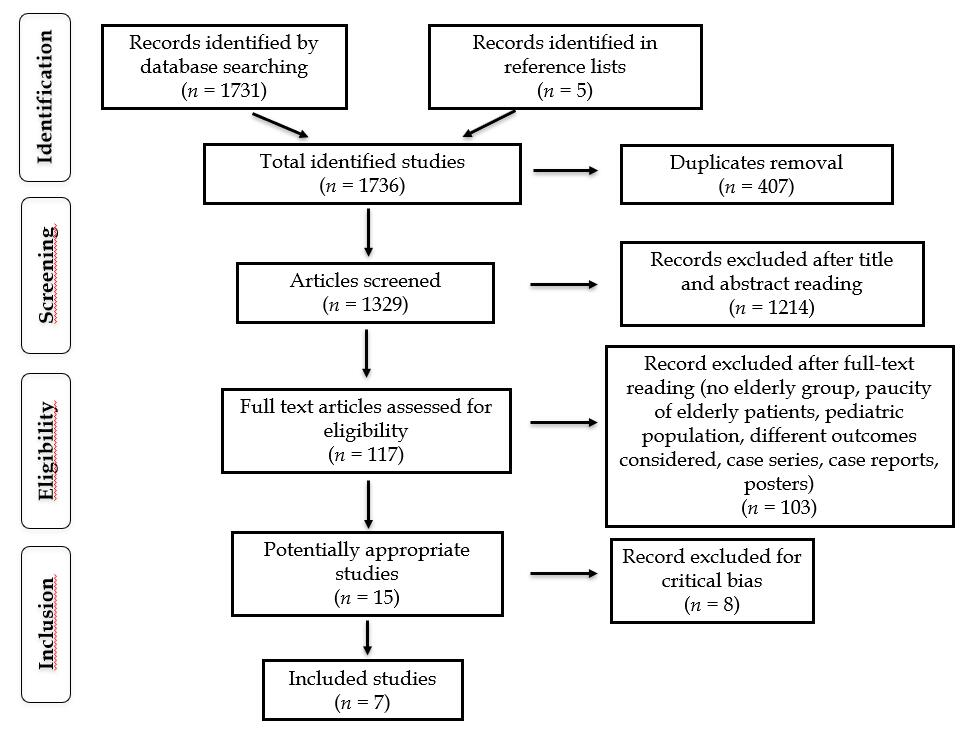 Identification
Records identified by
database searching
(n = 1731)
Records identified in
reference lists
(n = 5)
Total identified studies
(n = 1736)
Duplicates removal
(n = 407)
Screening
Articles screened
(n = 1329)
Records excluded after title
and abstract reading
(n = 1214)
Eligibility
Full text articles assessed for
eligibility
(n = 117)
Record excluded after full-text
reading (no elderly group, paucity
of elderly patients, pediatric
population, different outcomes
considered, case series, case reports,
posters)
(n = 103)
Inclusion
Potentially appropriate
studies
(n = 15)
Record excluded for
critical bias
(n = 8)
Included studies
(n = 7)